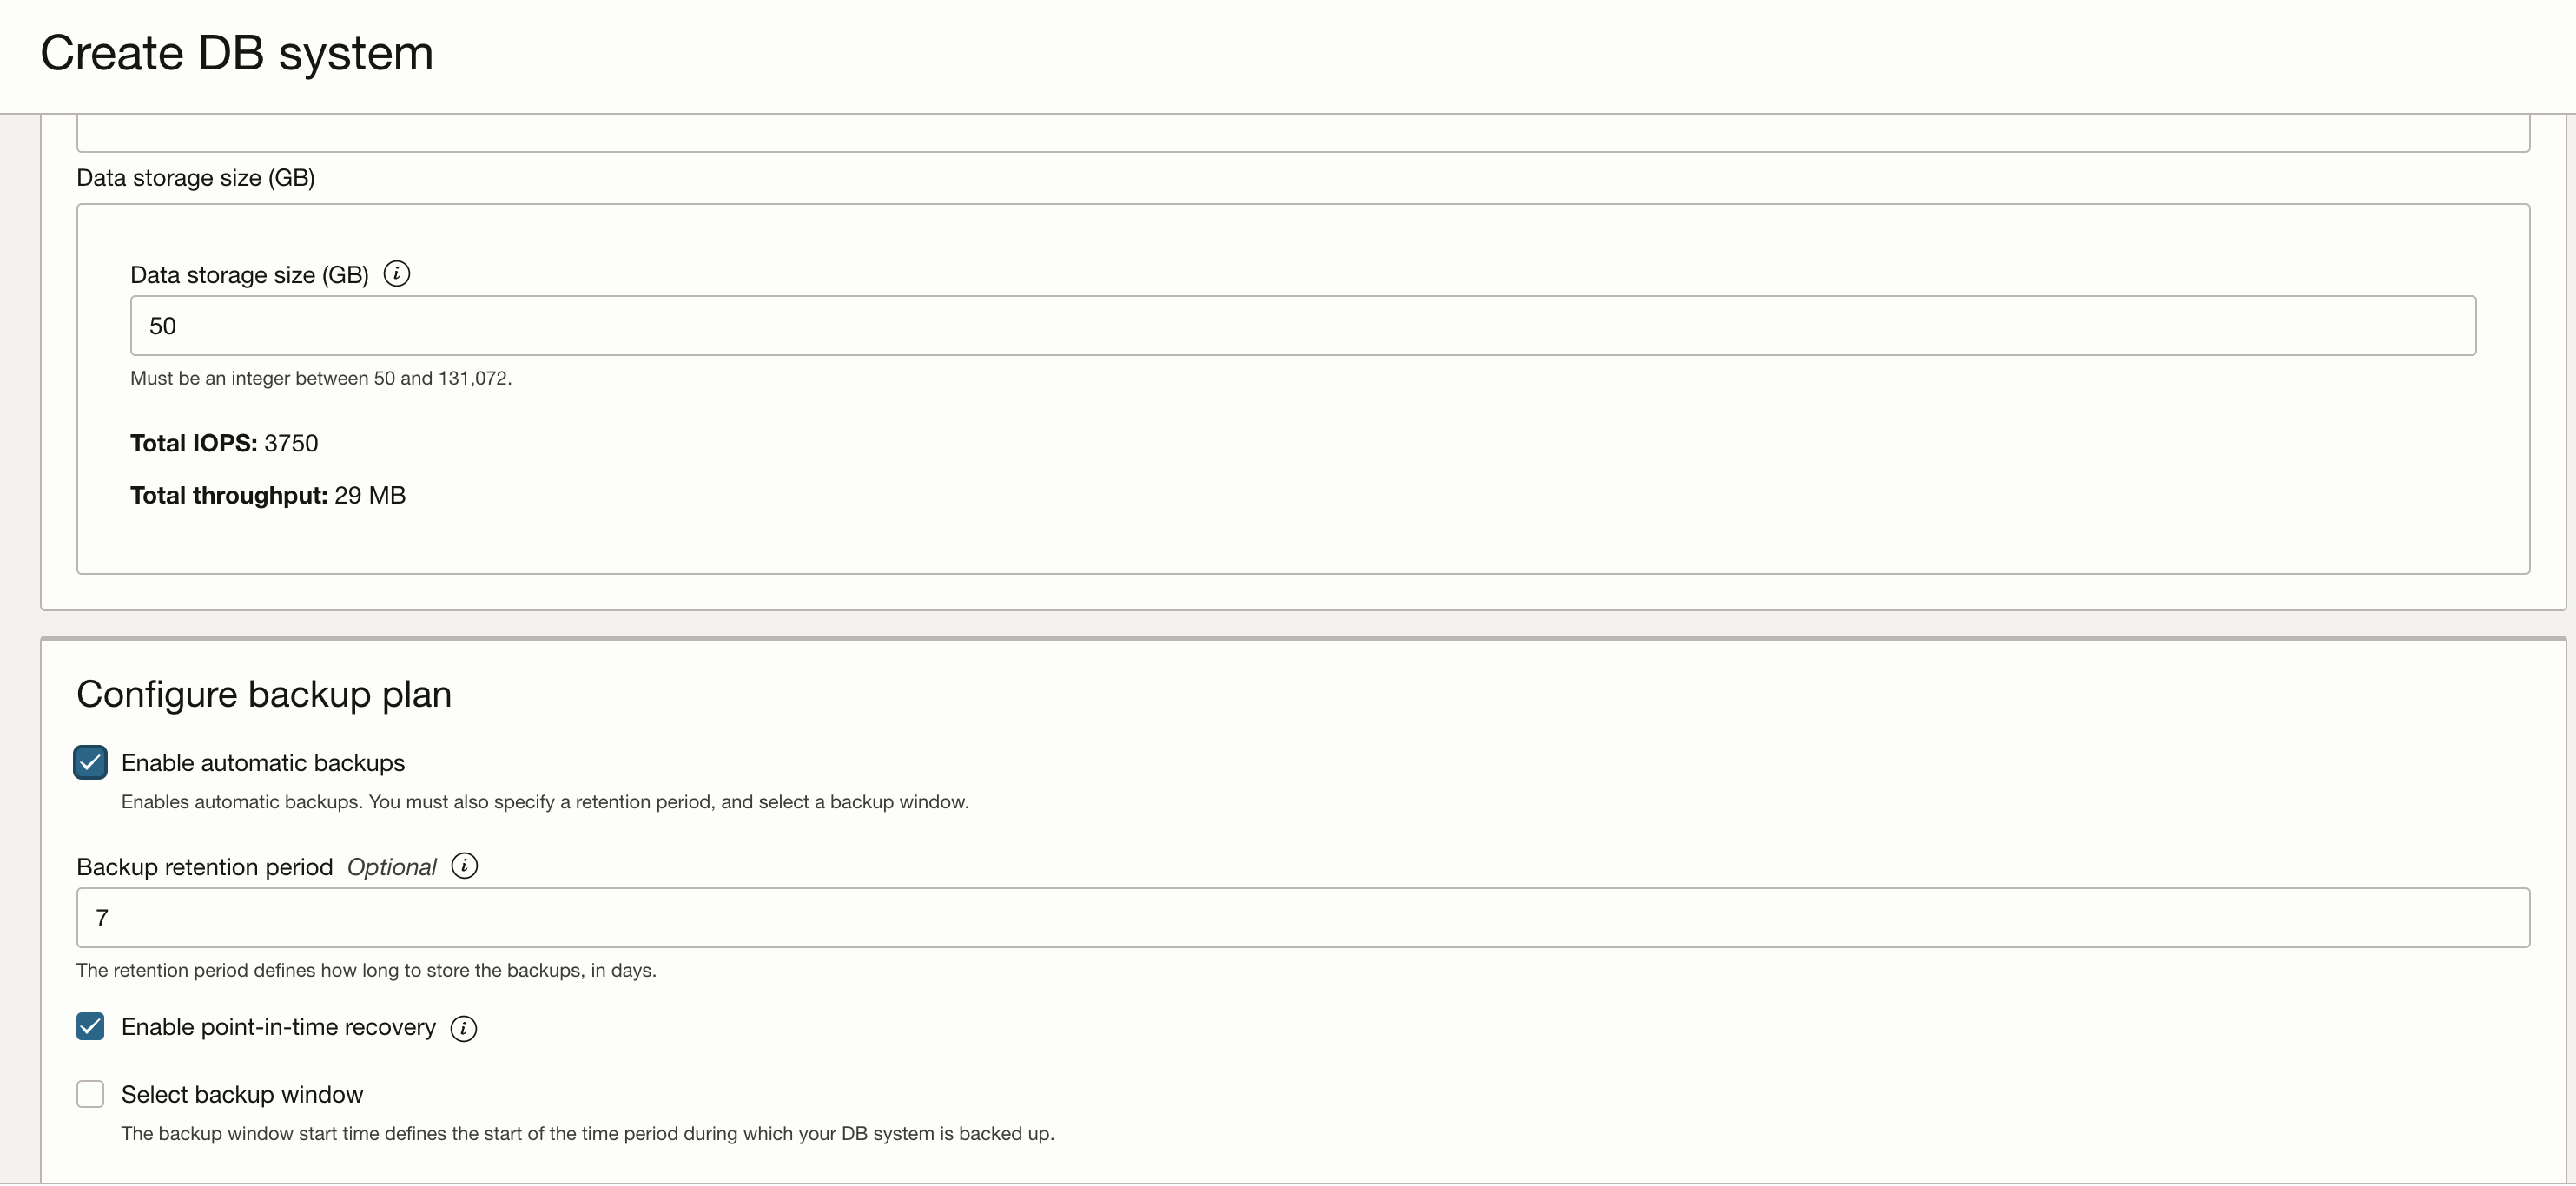 Create DB system
Data storage size (GB)
Data storage size (GB)
50
Must be an integer between 50 and 131,072.
Total IOPS: 3750
Total throughput: 29 MB
Configure backup plan
Enable automatic backups
Enables automatic backups. You must also specify a retention period, and select a backup window.
Backup retention period Optional
7
The retention period defines how long to store the backups, in days.
Enable point-in-time recovery
Select backup window
The backup window start time defines the start of the time period during which your DB system is backed up.